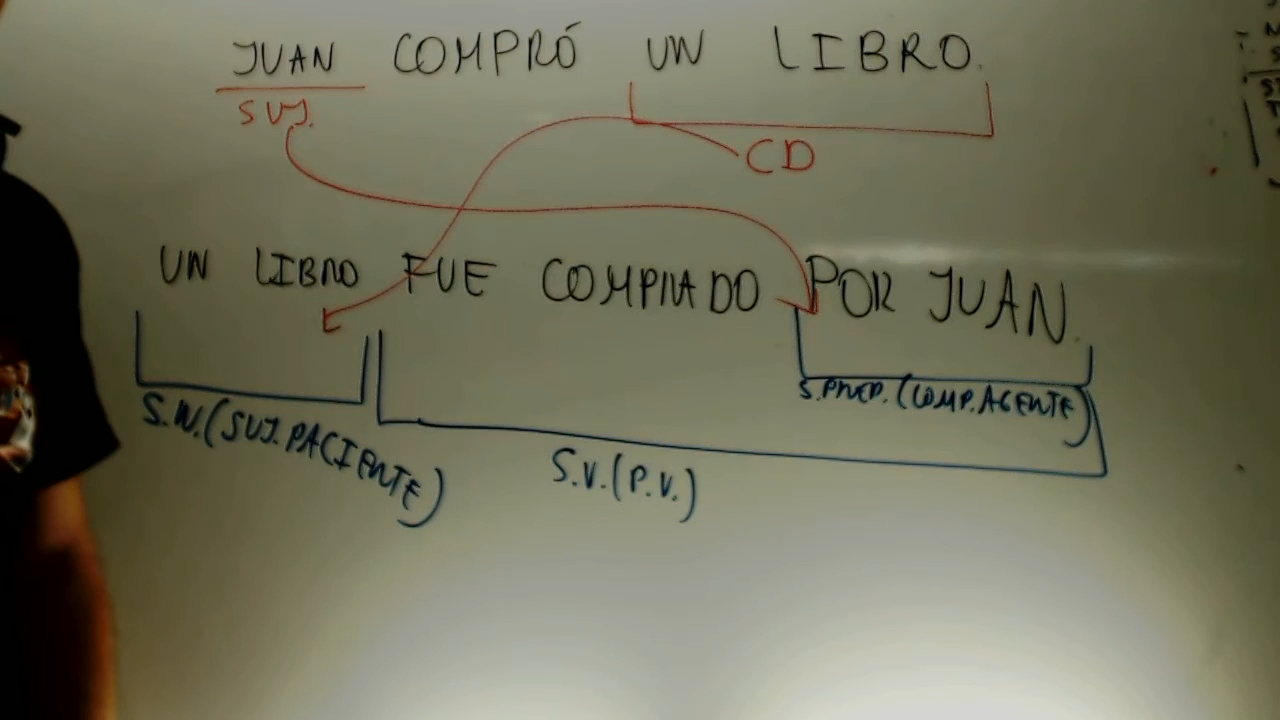 JUAN COMPRÓ UN LIBRO.
SUJ.
CD
UN LIBRO FUE COMPRADO POR JUAN.
S.PREP. (COMP. AGENTE)
S.N. (SUJ. PACIENTE)
S.V. (P.V.)